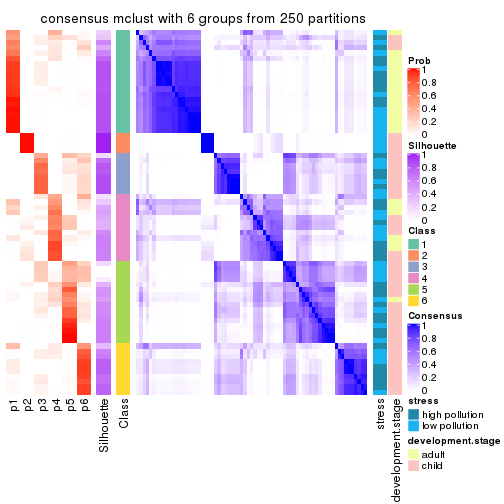 consensus mclust with 6 groups from 250 partitions
Prob
1
0.8
0.6
0.4
0.2
0
Silhouette
1
0.8
0.6
0.4
0.2
0
Class
1
2
3
4
5
6
Consensus
1
0.8
0.6
0.4
0.2
0
stress
high pollution
low pollution
development.stage
adult
child
p1
p2
p3
p4
p5
p6
Silhouette
Class
stress
development.stage